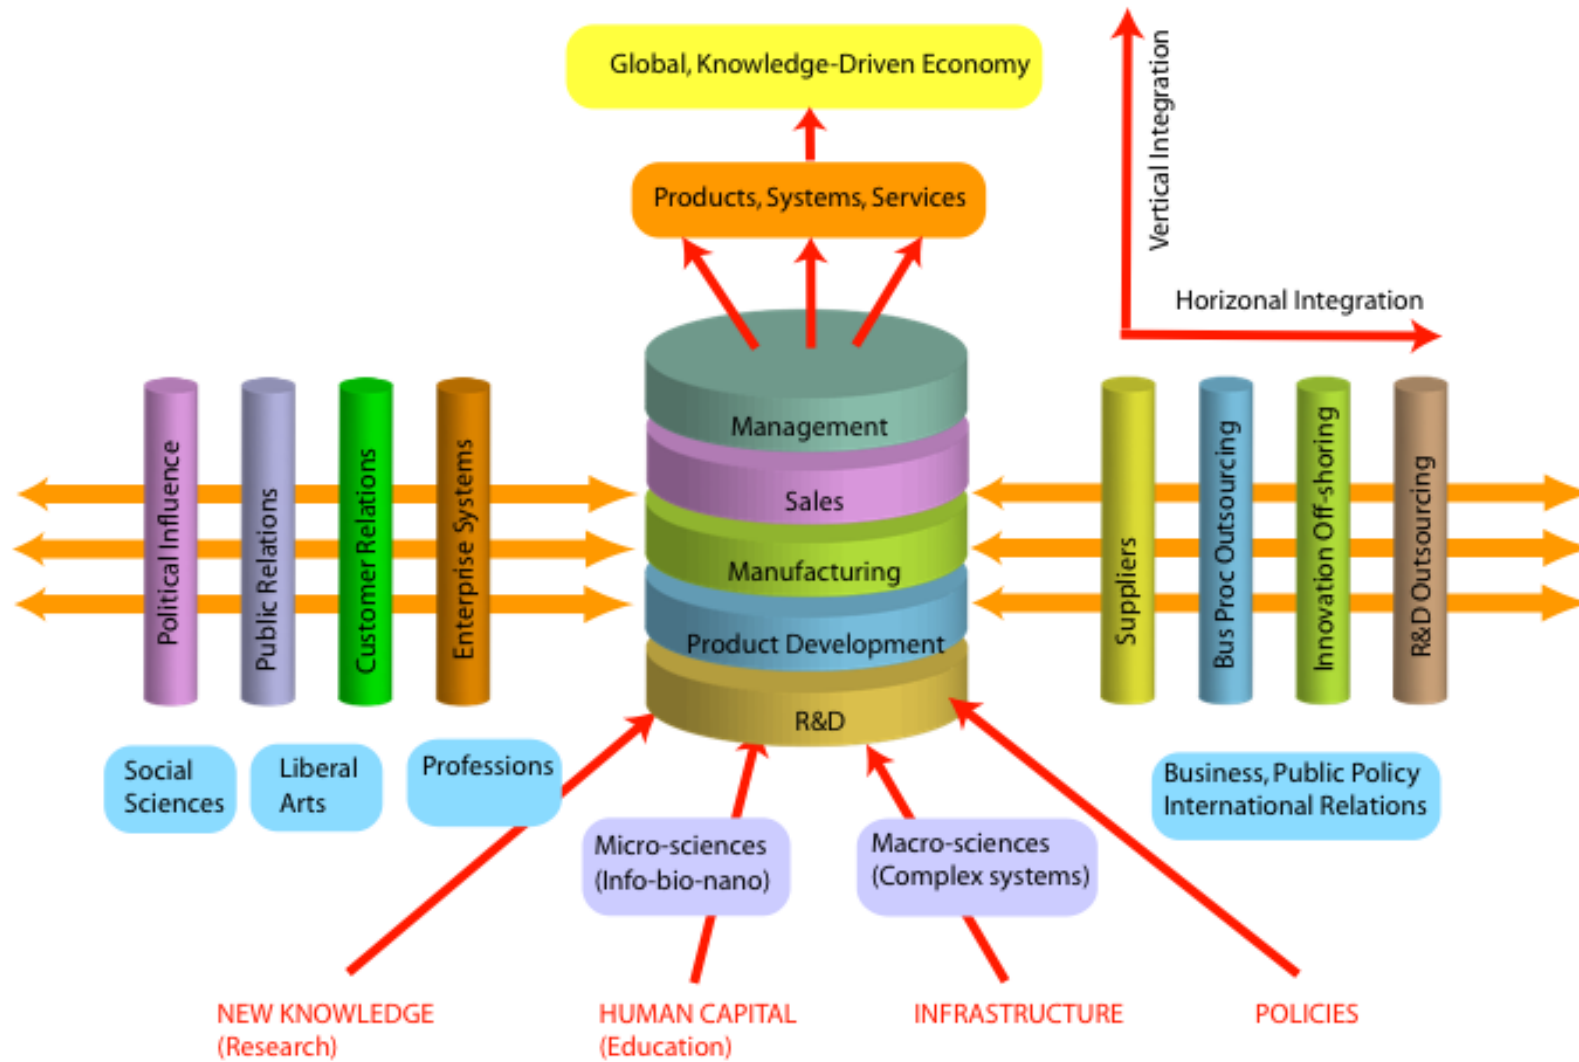 Global, Knowledge-Driven Economy
Products, Systems, Services
Vertical Integration
Horizonal Integration
Management
Sales
Manufacturing
Product Development
R&D
Political Influence
Public Relations
Customer Relations
Enterprise Systems
Suppliers
Bus Proc Outsourcing
Innovation Off-shoring
R&D Outsourcing
Social
Sciences
Liberal
Arts
Professions
Business, Public Policy
International Relations
Micro-sciences
(Info-bio-nano)
Macro-sciences
(Complex systems)
NEW KNOWLEDGE
(Research)
HUMAN CAPITAL
(Education)
INFRASTRUCTURE
POLICIES